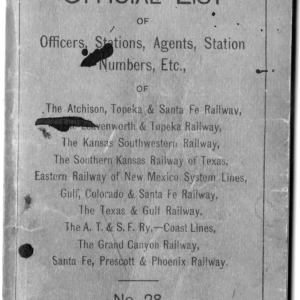 OFFICIAL LIST
OF
Officers, Stations, Agents, Station
Numbers, Etc.,
OF
The Atchison, Topeka & Santa Fe Railway,
The Leavenworth & Topeka Railway,
The Kansas Southwestern Railway,
The Southern Kansas Railway of Texas,
Eastern Railway of New Mexico System Lines,
Gulf, Colorado & Santa Fe Railway,
The Texas & Gulf Railway,
The A. T. & S. F. Ry.—Coast Lines,
The Grand Canyon Railway,
Santa Fe, Prescott & Phoenix Railway.
No. 28